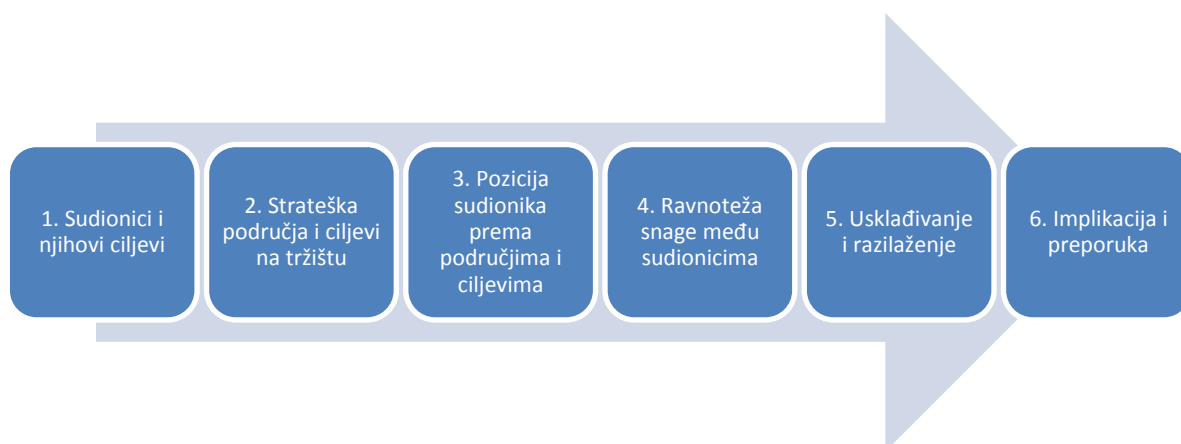 1. Sudionici i
njihovi ciljevi
2. Strateška
područja i ciljevi
na tržištu
3. Pozicija
sudionika
prema
područjima i
ciljevima
4. Ravnoteža
snage među
sudionicima
5. Usklađivanje
i razilaženje
6. Implikacija i
preporuka